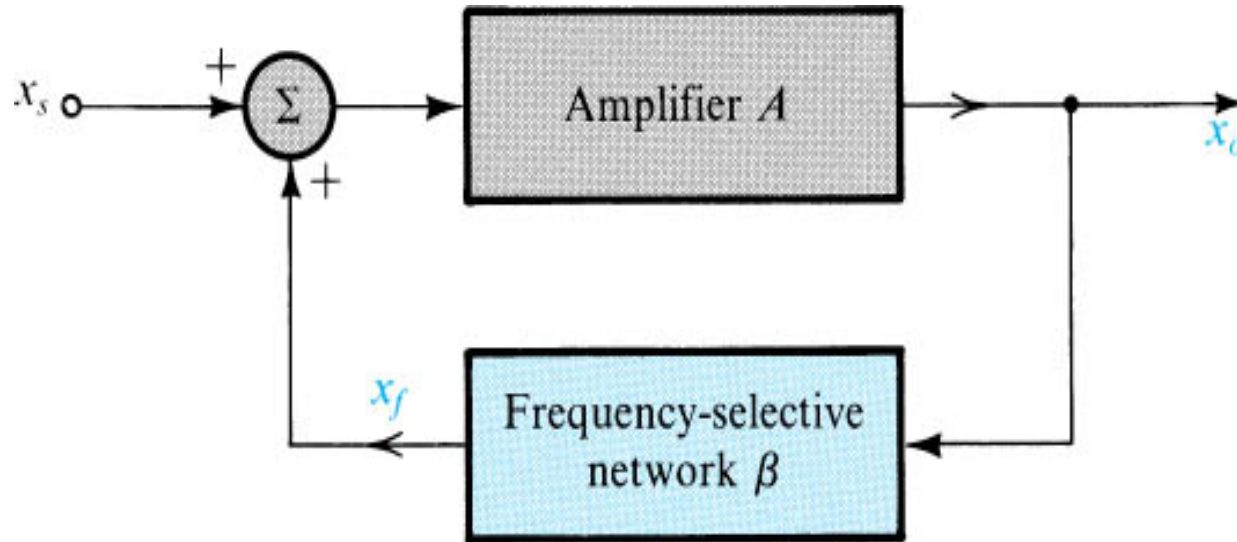 +
x_s
Σ
Amplifier A
x_o
+
x_f
Frequency-selective
network β